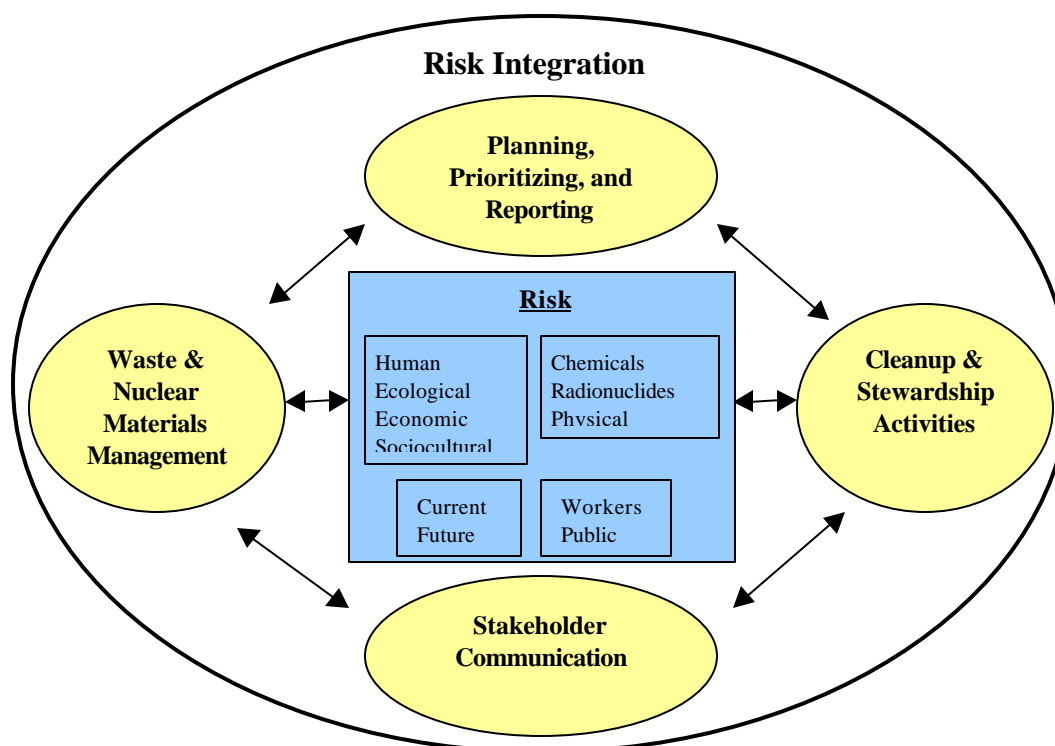 Risk Integration
Planning,
Prioritizing, and
Reporting
Waste &
Nuclear
Materials
Management
Risk
Human
Ecological
Economic
Sociocultural
Chemicals
Radionuclides
Physical
Current
Future
Workers
Public
Cleanup &
Stewardship
Activities
Stakeholder
Communication